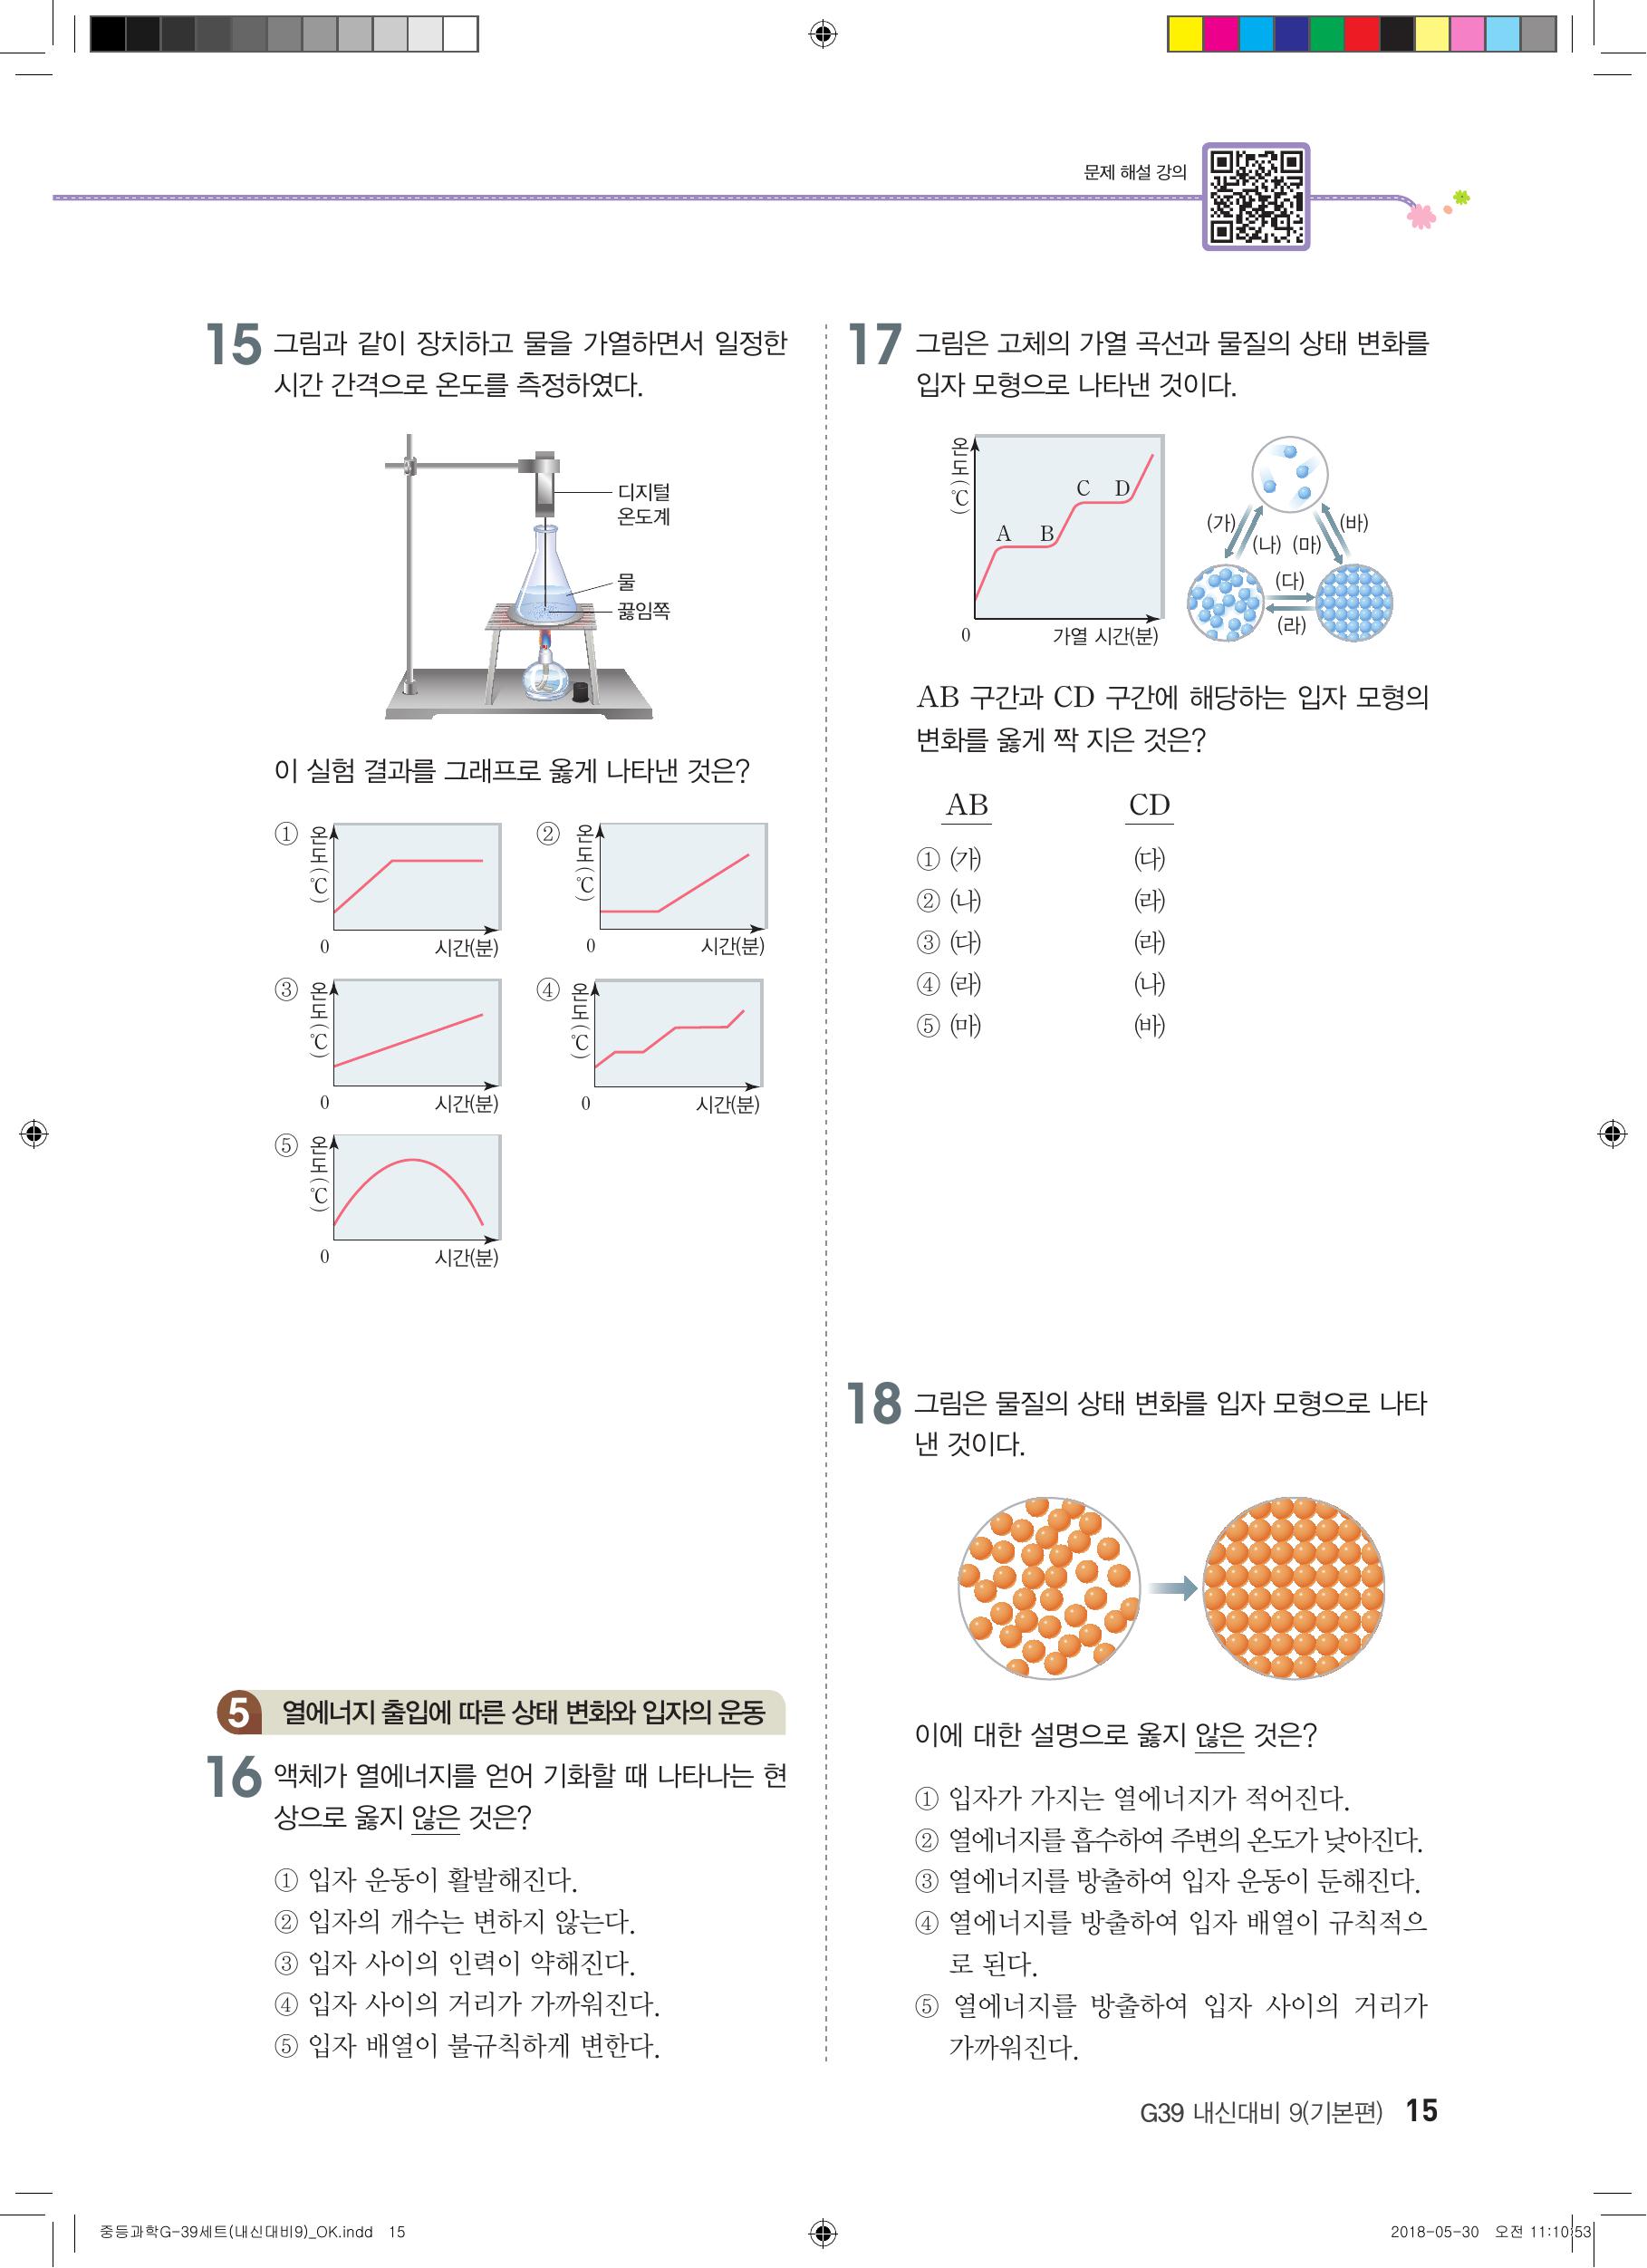 문제 해설 강의
15 그림과 같이 장치하고 물을 가열하면서 일정한
시간 간격으로 온도를 측정하였다.
디지털
온도계
물
끓임쪽
이 실험 결과를 그래프로 옳게 나타낸 것은?
① 온도(℃) 0 시간(분)
② 온도(℃) 0 시간(분)
③ 온도(℃) 0 시간(분)
④ 온도(℃) 0 시간(분)
⑤ 온도(℃) 0 시간(분)
5 열에너지 출입에 따른 상태 변화와 입자의 운동
16 액체가 열에너지를 얻어 기화할 때 나타나는 현
상으로 옳지 않은 것은?
① 입자 운동이 활발해진다.
② 입자의 개수는 변하지 않는다.
③ 입자 사이의 인력이 약해진다.
④ 입자 사이의 거리가 가까워진다.
⑤ 입자 배열이 불규칙하게 변한다.
17 그림은 고체의 가열 곡선과 물질의 상태 변화를
입자 모형으로 나타낸 것이다.
온도(℃)
A B C D
0 가열 시간(분)
(가) (나) (마) (바)
(다)
(라)
AB 구간과 CD 구간에 해당하는 입자 모형의
변화를 옳게 짝 지은 것은?
AB CD
① (가) (다)
② (나) (라)
③ (다) (라)
④ (라) (나)
⑤ (마) (바)
18 그림은 물질의 상태 변화를 입자 모형으로 나타
낸 것이다.
이에 대한 설명으로 옳지 않은 것은?
① 입자가 가지는 열에너지가 적어진다.
② 열에너지를 흡수하여 주변의 온도가 낮아진다.
③ 열에너지를 방출하여 입자 운동이 둔해진다.
④ 열에너지를 방출하여 입자 배열이 규칙적으
로 된다.
⑤ 열에너지를 방출하여 입자 사이의 거리가
가까워진다.
G39 내신대비 9(기본편) 15
중등과학G-39세트(내신대비9)_OK.indd 15
2018-05-30 오전 11:10:53